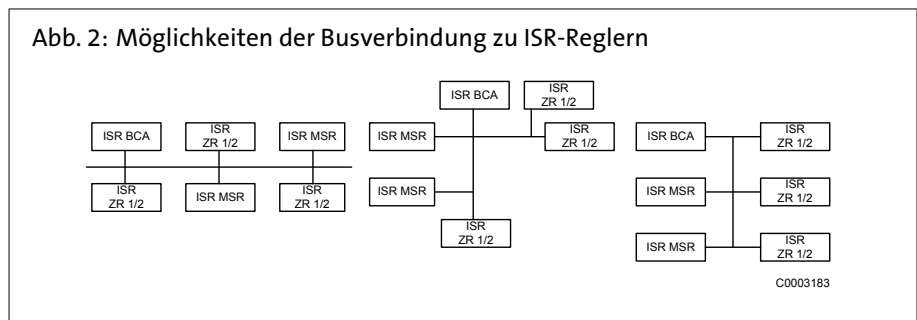 Abb. 2: Möglichkeiten der Busverbindung zu ISR-Reglern
ISR BCA
ISR
ZR 1/2
ISR MSR
ISR
ZR 1/2
ISR MSR
ISR
ZR 1/2
ISR BCA
ISR
ZR 1/2
ISR MSR
ISR
ZR 1/2
ISR MSR
ISR
ZR 1/2
ISR BCA
ISR
ZR 1/2
ISR MSR
ISR
ZR 1/2
ISR MSR
ISR
ZR 1/2
C0003183